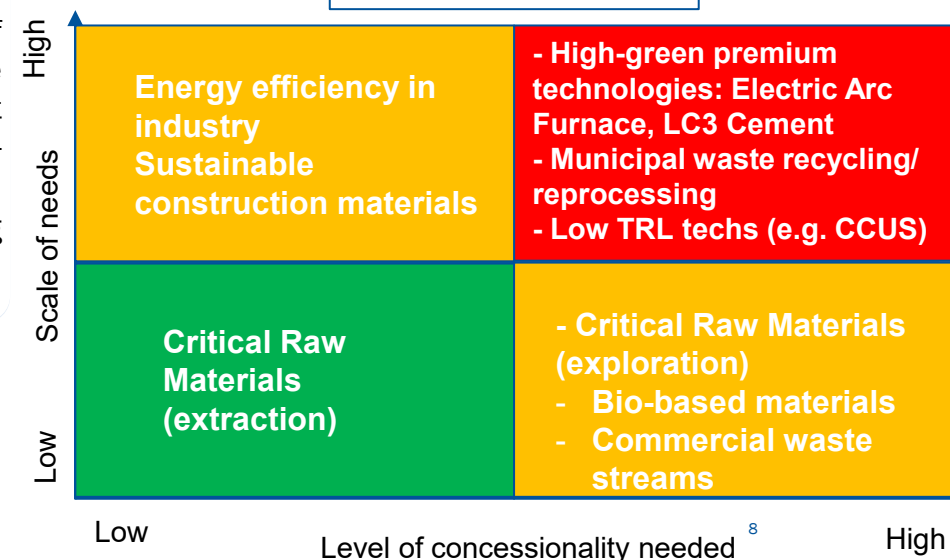 High
Scale of needs
Low
Energy efficiency in
industry
Sustainable
construction materials
- High-green premium
technologies: Electric Arc
Furnace, LC3 Cement
- Municipal waste recycling/
reprocessing
- Low TRL techs (e.g. CCUS)
Critical Raw
Materials
(extraction)
- Critical Raw Materials
(exploration)
- Bio-based materials
- Commercial waste
streams
Low
Level of concessionality needed
8
High